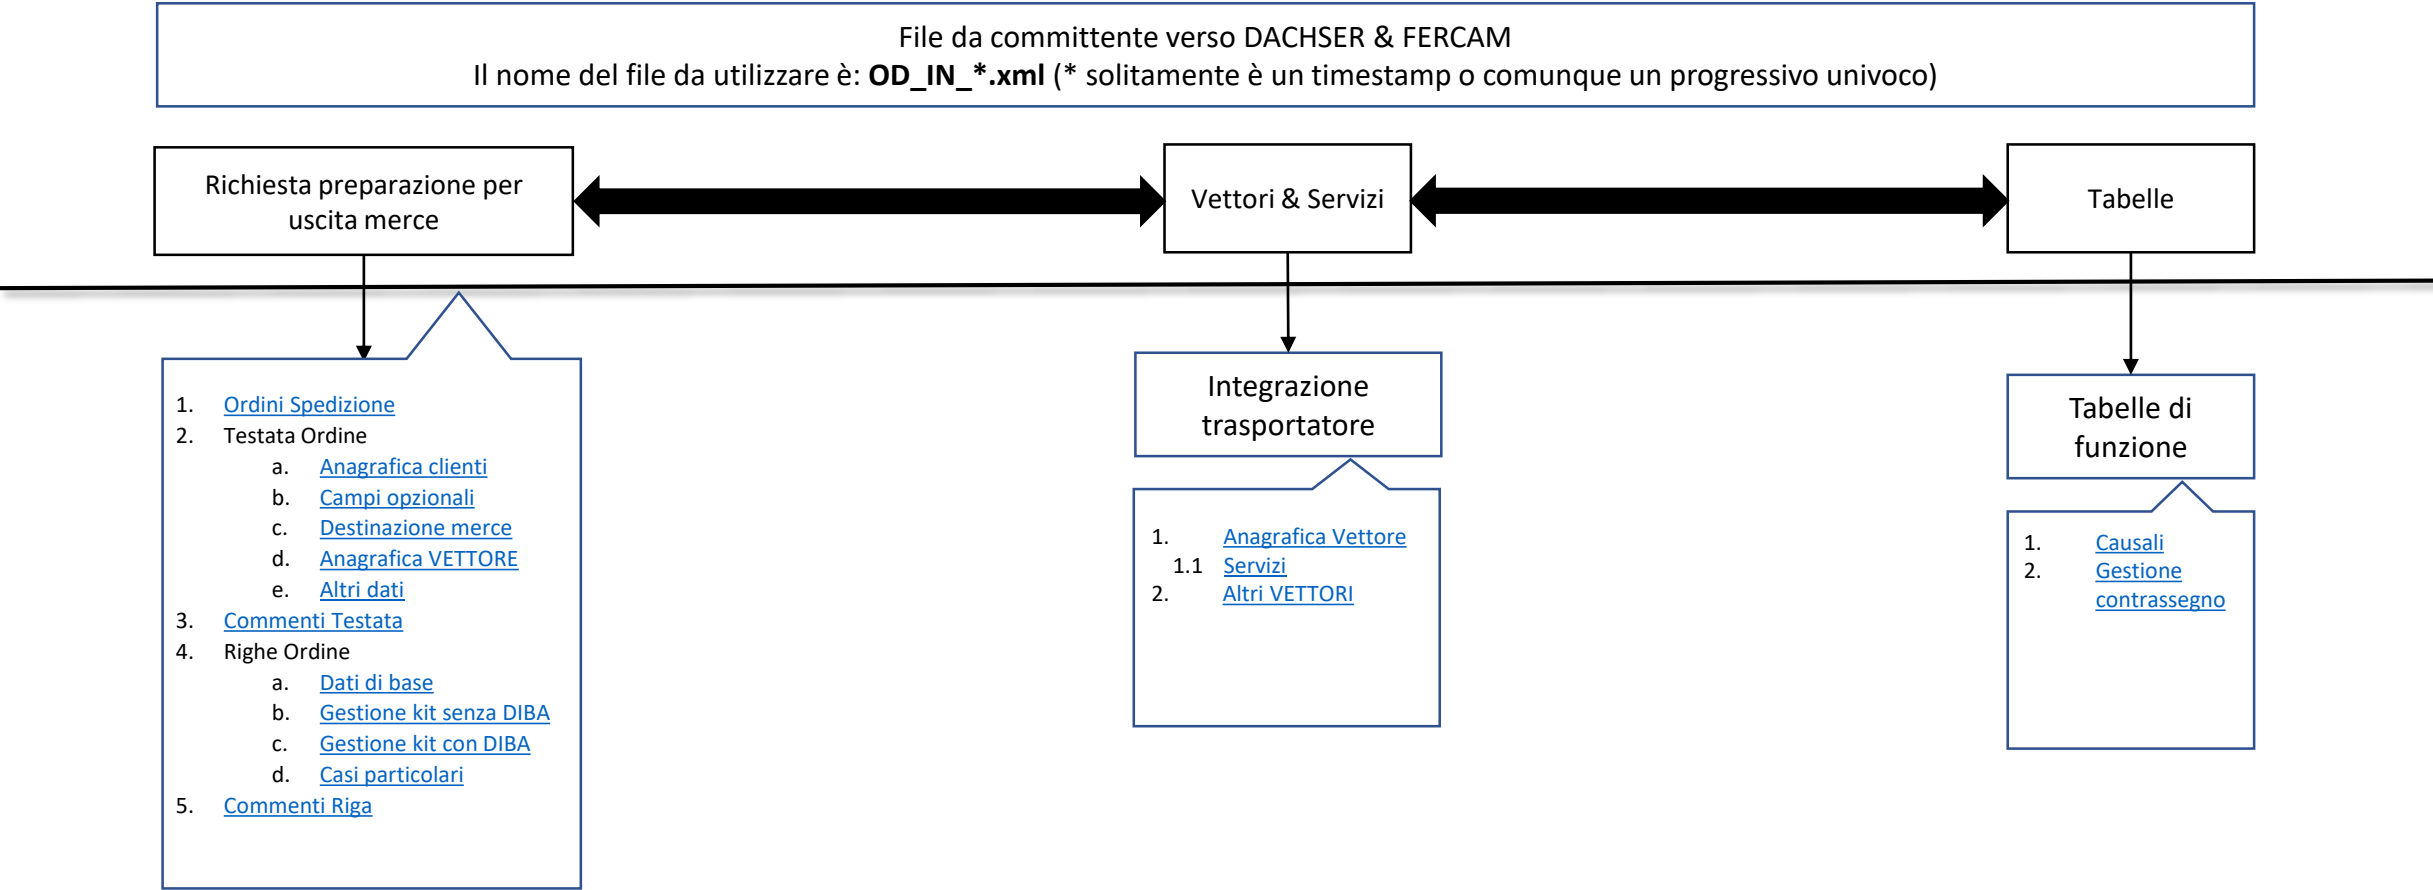 File da committente verso DACHSER & FERCAM
Il nome del file da utilizzare è: OD_IN_*.xml (* solitamente è un timestamp o comunque un progressivo univoco)
Richiesta preparazione per
uscita merce
Vettori & Servizi
Tabelle
1. Ordini Spedizione
2. Testata Ordine
a. Anagrafica clienti
b. Campi opzionali
c. Destinazione merce
d. Anagrafica VETTORE
e. Altri dati
3. Commenti Testata
4. Righe Ordine
a. Dati di base
b. Gestione kit senza DIBA
c. Gestione kit con DIBA
d. Casi particolari
5. Commenti Riga
Integrazione
trasportatore
1. Anagrafica Vettore
1.1 Servizi
2. Altri VETTORI
Tabelle di
funzione
1. Causali
2. Gestione
contrassegno